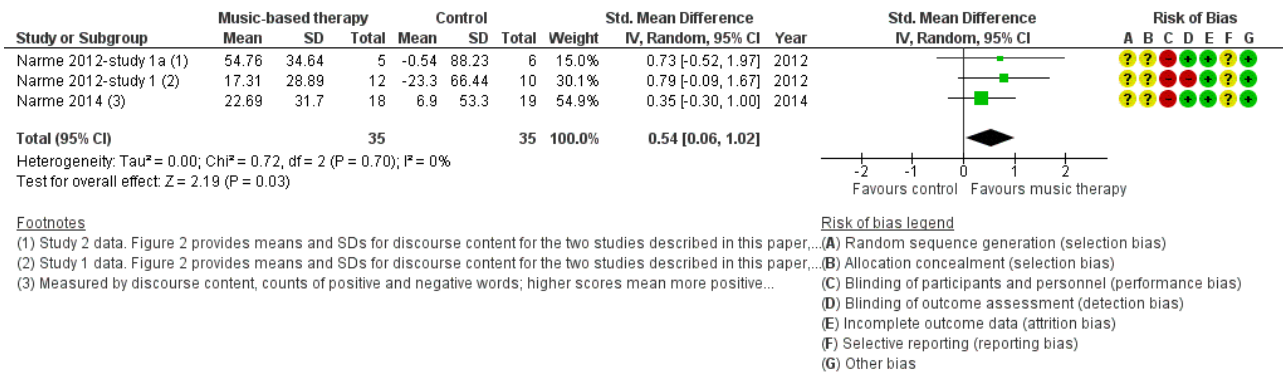 Music-based therapy Control Std. Mean Difference Std. Mean Difference Risk of Bias
Study or Subgroup Mean SD Total Mean SD Total Weight IV, Random, 95% CI Year IV, Random, 95% CI A B C D E F G
Narme 2012-study 1a (1) 54.76 34.64 5 -0.54 88.23 6 15.0% 0.73 [-0.52, 1.97] 2012 ? ? - + + ? +
Narme 2012-study 1 (2) 17.31 28.89 12 -23.3 66.44 10 30.1% 0.79 [-0.09, 1.67] 2012 ? ? - - + ? +
Narme 2014 (3) 22.69 31.7 18 6.9 53.3 19 54.9% 0.35 [-0.30, 1.00] 2014 ? ? - + + ? +
Total (95% CI) 35 35 100.0% 0.54 [0.06, 1.02]
Heterogeneity: Tau² = 0.00; Chi² = 0.72, df = 2 (P = 0.70); I² = 0%
Test for overall effect: Z = 2.19 (P = 0.03)
-2 -1 0 1 2
Favours control Favours music therapy
Footnotes
(1) Study 2 data. Figure 2 provides means and SDs for discourse content for the two studies described in this paper,...
(2) Study 1 data. Figure 2 provides means and SDs for discourse content for the two studies described in this paper,...
(3) Measured by discourse content, counts of positive and negative words; higher scores mean more positive...
Risk of bias legend
(A) Random sequence generation (selection bias)
(B) Allocation concealment (selection bias)
(C) Blinding of participants and personnel (performance bias)
(D) Blinding of outcome assessment (detection bias)
(E) Incomplete outcome data (attrition bias)
(F) Selective reporting (reporting bias)
(G) Other bias